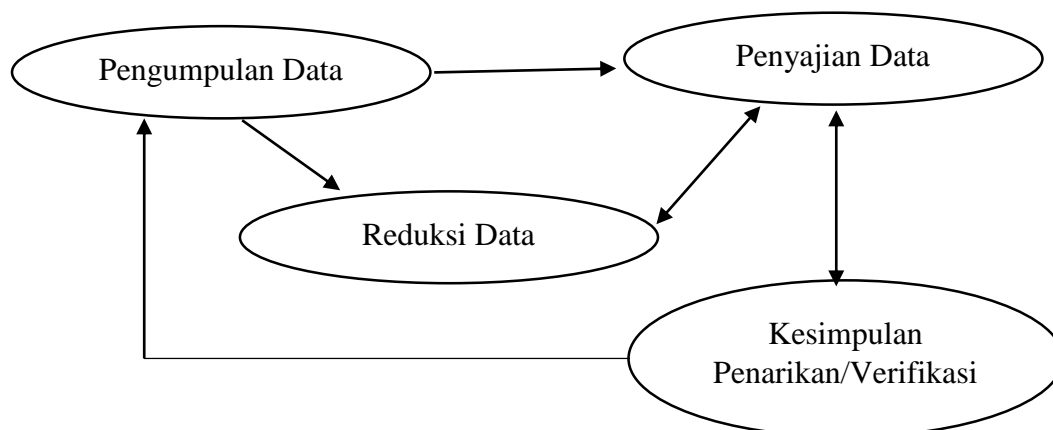 Pengumpulan Data
Penyajian Data
Reduksi Data
Kesimpulan
Penarikan/Verifikasi